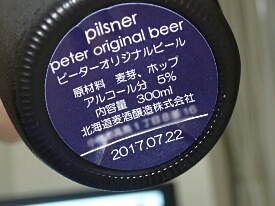 pilsner
peter original beer
ピーターオリジナルビール
原材料 麦芽、ホップ
アルコール分 5%
内容量 300ml
北海道麦酒醸造株式会社
2017.07.22